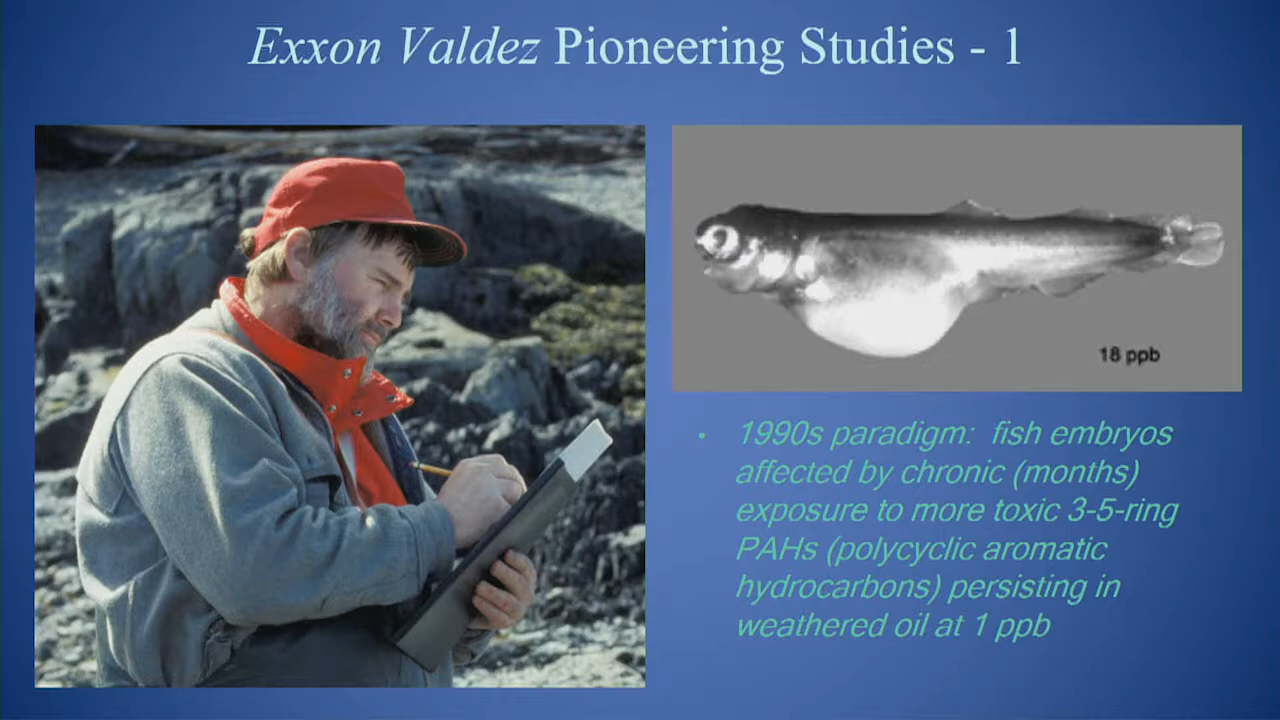 Exxon Valdez Pioneering Studies - 1
18 ppb
• 1990s paradigm: fish embryos
affected by chronic (months)
exposure to more toxic 3-5-ring
PAHs (polycyclic aromatic
hydrocarbons) persisting in
weathered oil at 1 ppb